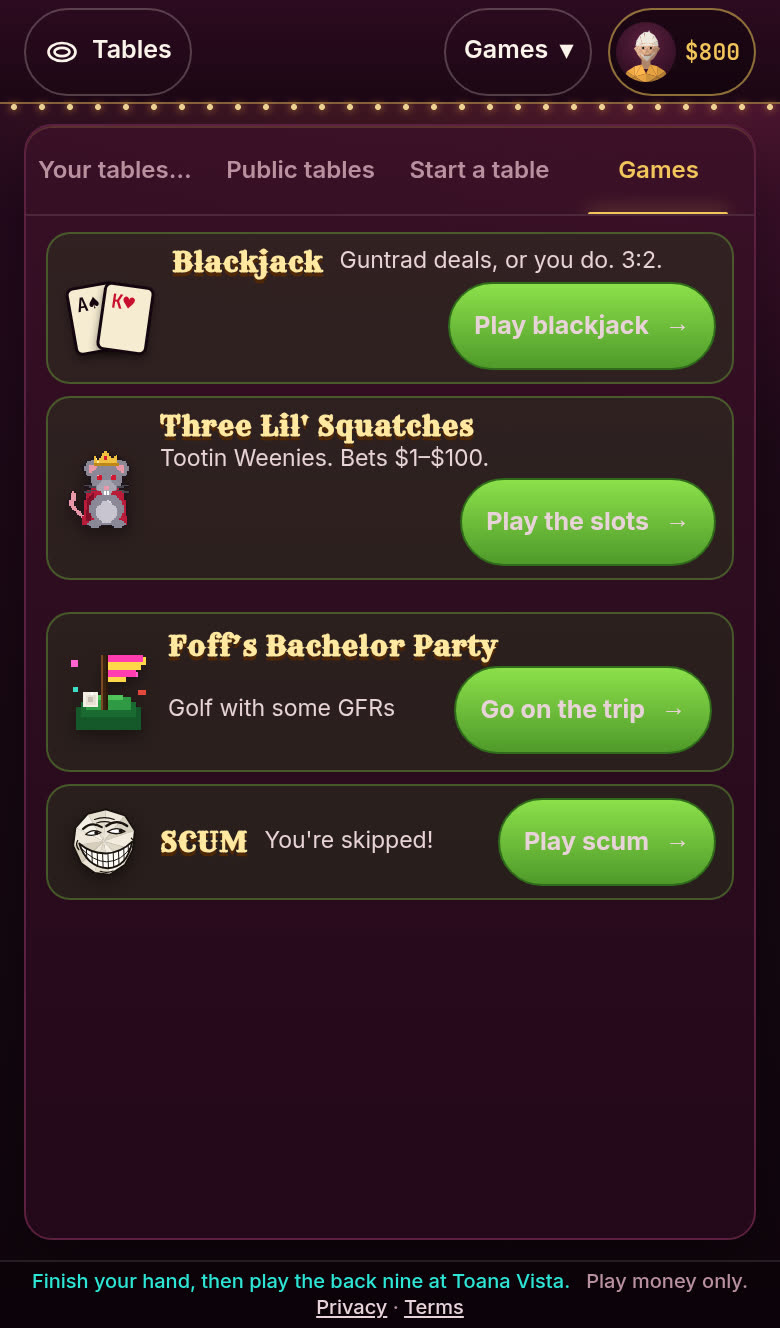 Tables
Games ▼
$800
Your tables...
Public tables
Start a table
Games
A♠
K♥
Blackjack Guntrad deals, or you do. 3:2.
Play blackjack →
Three Lil' Squatches
Tootin Weenies. Bets $1–$100.
Play the slots →
Foff's Bachelor Party
Golf with some GFRs
Go on the trip →
SCUM You're skipped!
Play scum →
Finish your hand, then play the back nine at Toana Vista. Play money only.
Privacy · Terms